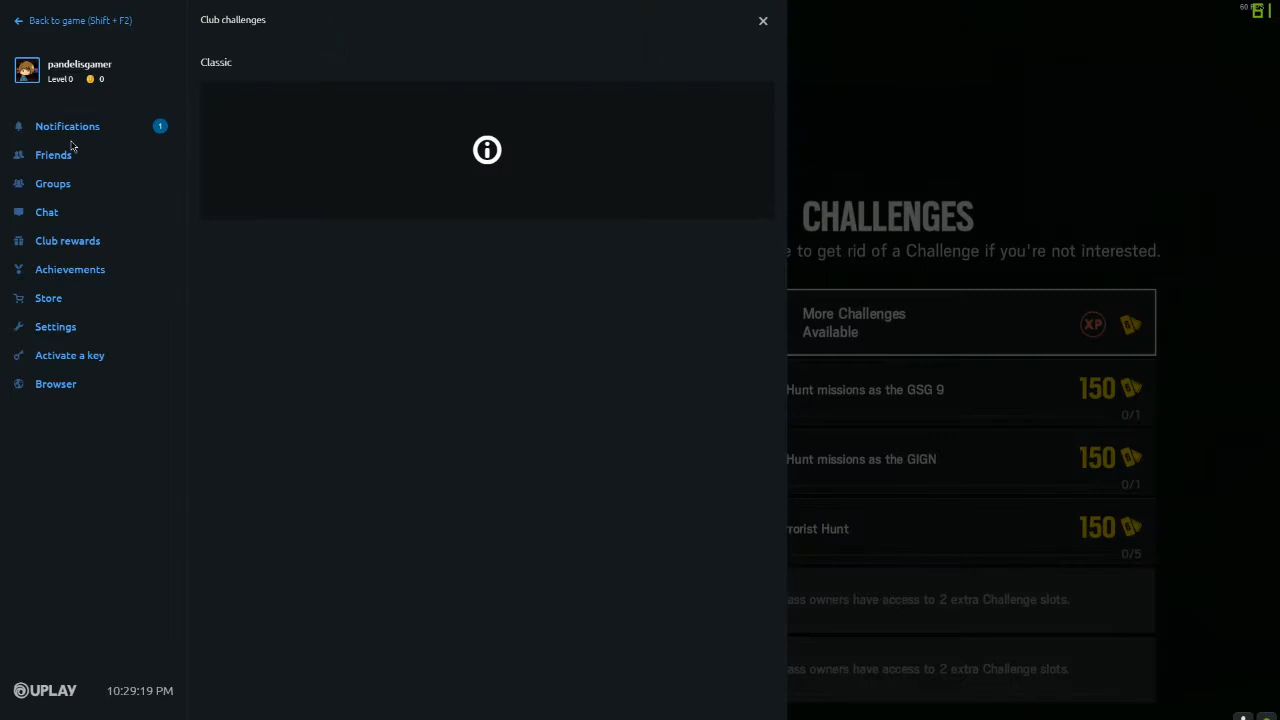 Back to game (Shift + F2)
pandelisgamer
Level 0 0
Notifications 1
Friends
Groups
Chat
Club rewards
Achievements
Store
Settings
Activate a key
Browser
UPLAY 10:29:19 PM
Club challenges
Classic
60
61
CHALLENGES
e to get rid of a Challenge if you're not interested.
More Challenges
Available
XP
Hunt missions as the GSG 9 150
0/1
Hunt missions as the GIGN 150
0/1
rrorist Hunt 150
0/5
ass owners have access to 2 extra Challenge slots.
ass owners have access to 2 extra Challenge slots.